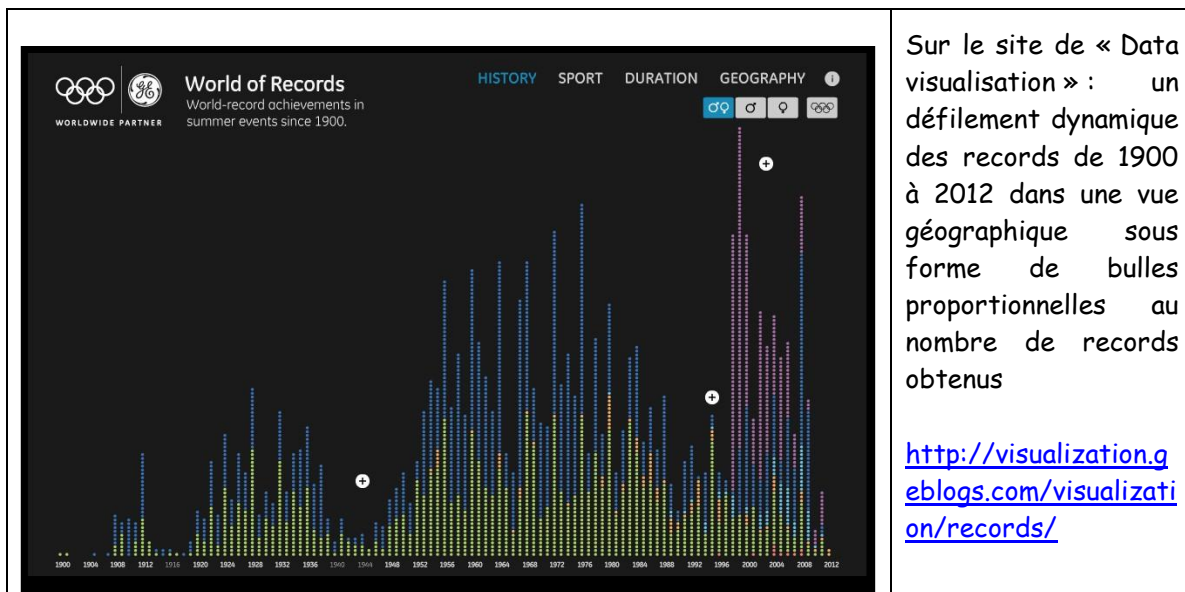 World of Records
World-record achievements in
summer events since 1900.
WORLDWIDE PARTNER
HISTORY SPORT DURATION GEOGRAPHY i
1900 1904 1908 1912 1916 1920 1924 1928 1932 1936 1940 1944 1948 1952 1956 1960 1964 1968 1972 1976 1980 1984 1988 1992 1996 2000 2004 2008 2012
Sur le site de « Data
visualisation » : un
défilement dynamique
des records de 1900
à 2012 dans une vue
géographique sous
forme de bulles
proportionnelles au
nombre de records
obtenus
http://visualization.g
eblogs.com/visualizati
on/records/